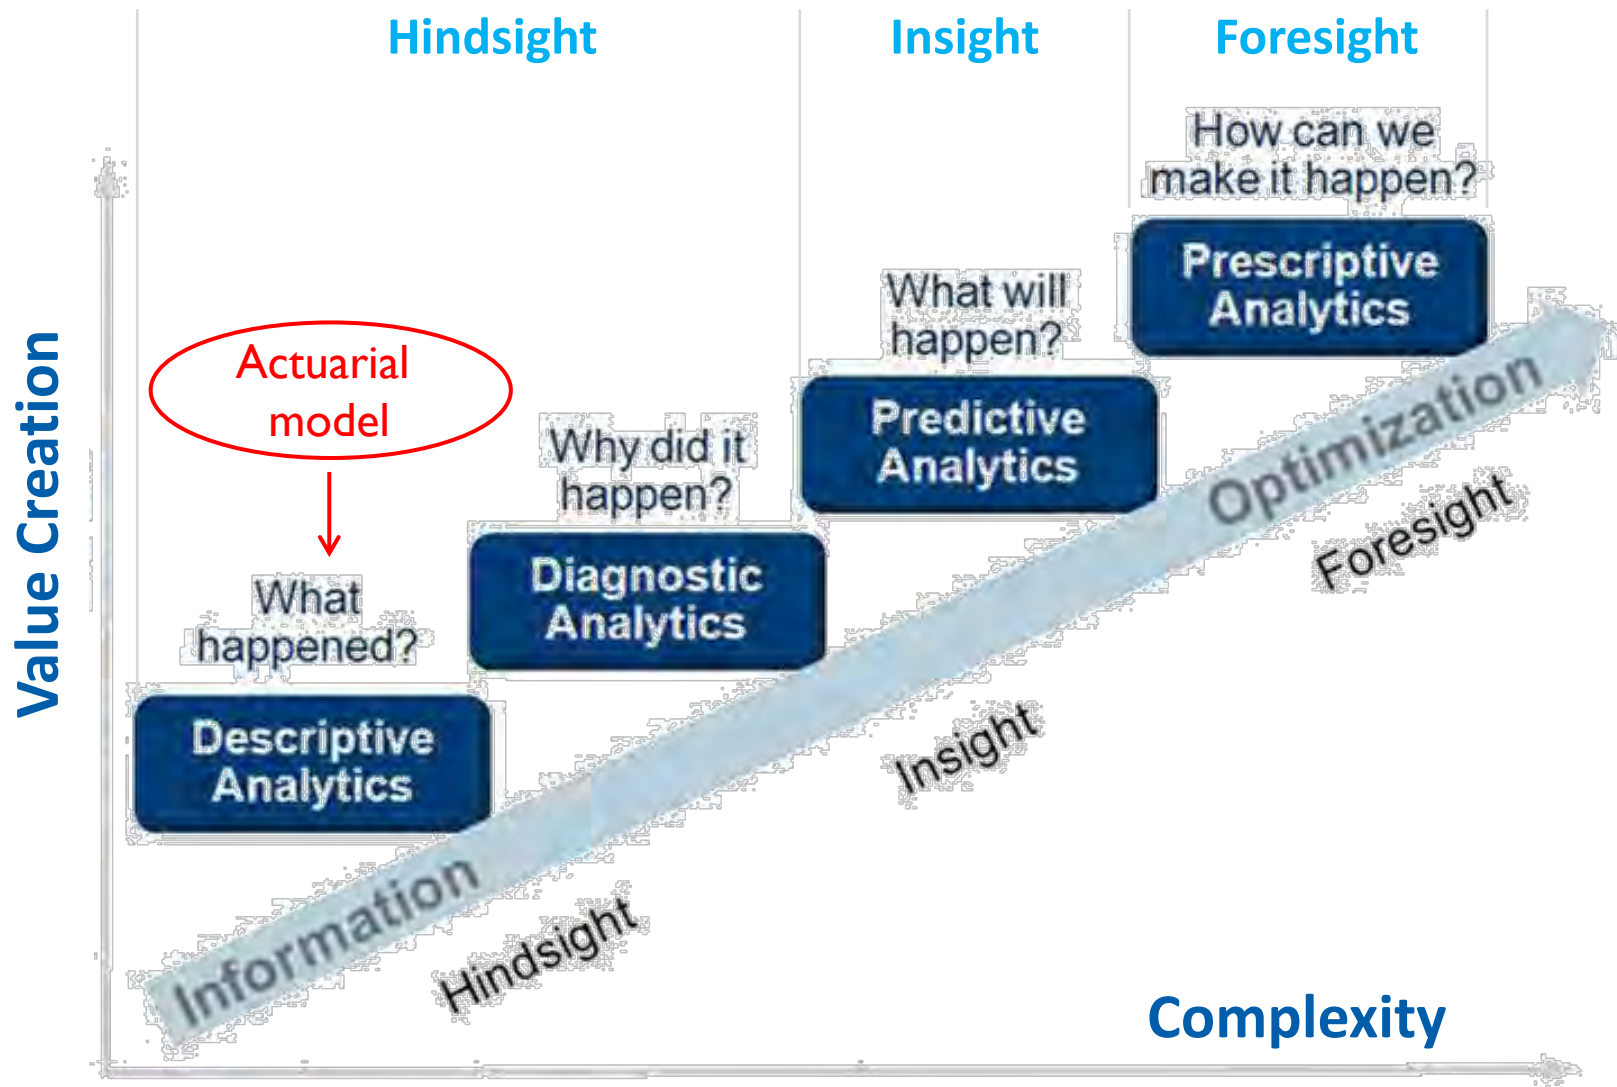 Hindsight
Insight
Foresight
How can we
make it happen?
Prescriptive
Analytics
What will
happen?
Predictive
Analytics
Actuarial
model
Why did it
happen?
Diagnostic
Analytics
What
happened?
Descriptive
Analytics
Value Creation
Information
Optimization
Hindsight
Insight
Foresight
Complexity